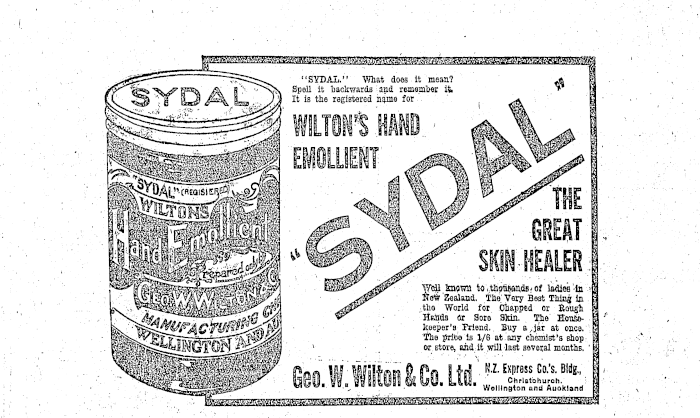 SYDAL
"SYDAL" (REGISTERED)
WILTONS
Hand Emollient
Prepared only
GEO. W. W
MANUFACTURING
WELLINGTON AND
"SYDAL." What does it mean?
Spell it backwards and remember it.
It is the registered name for
WILTON'S HAND
EMOLLIENT
"SYDAL"
THE
GREAT
SKIN HEALER
Well known to thousands of ladies in
New Zealand. The Very Best Thing in
the World for Chapped or Rough
Hands or Sore Skin. The House-
keeper's Friend. Buy a jar at once.
The price is 1/6 at any chemist's shop
or store, and it will last several months.
Geo. W. Wilton & Co. Ltd.
N.Z. Express Co.'s. Bldg.,
Christchurch.
Wellington and Auckland